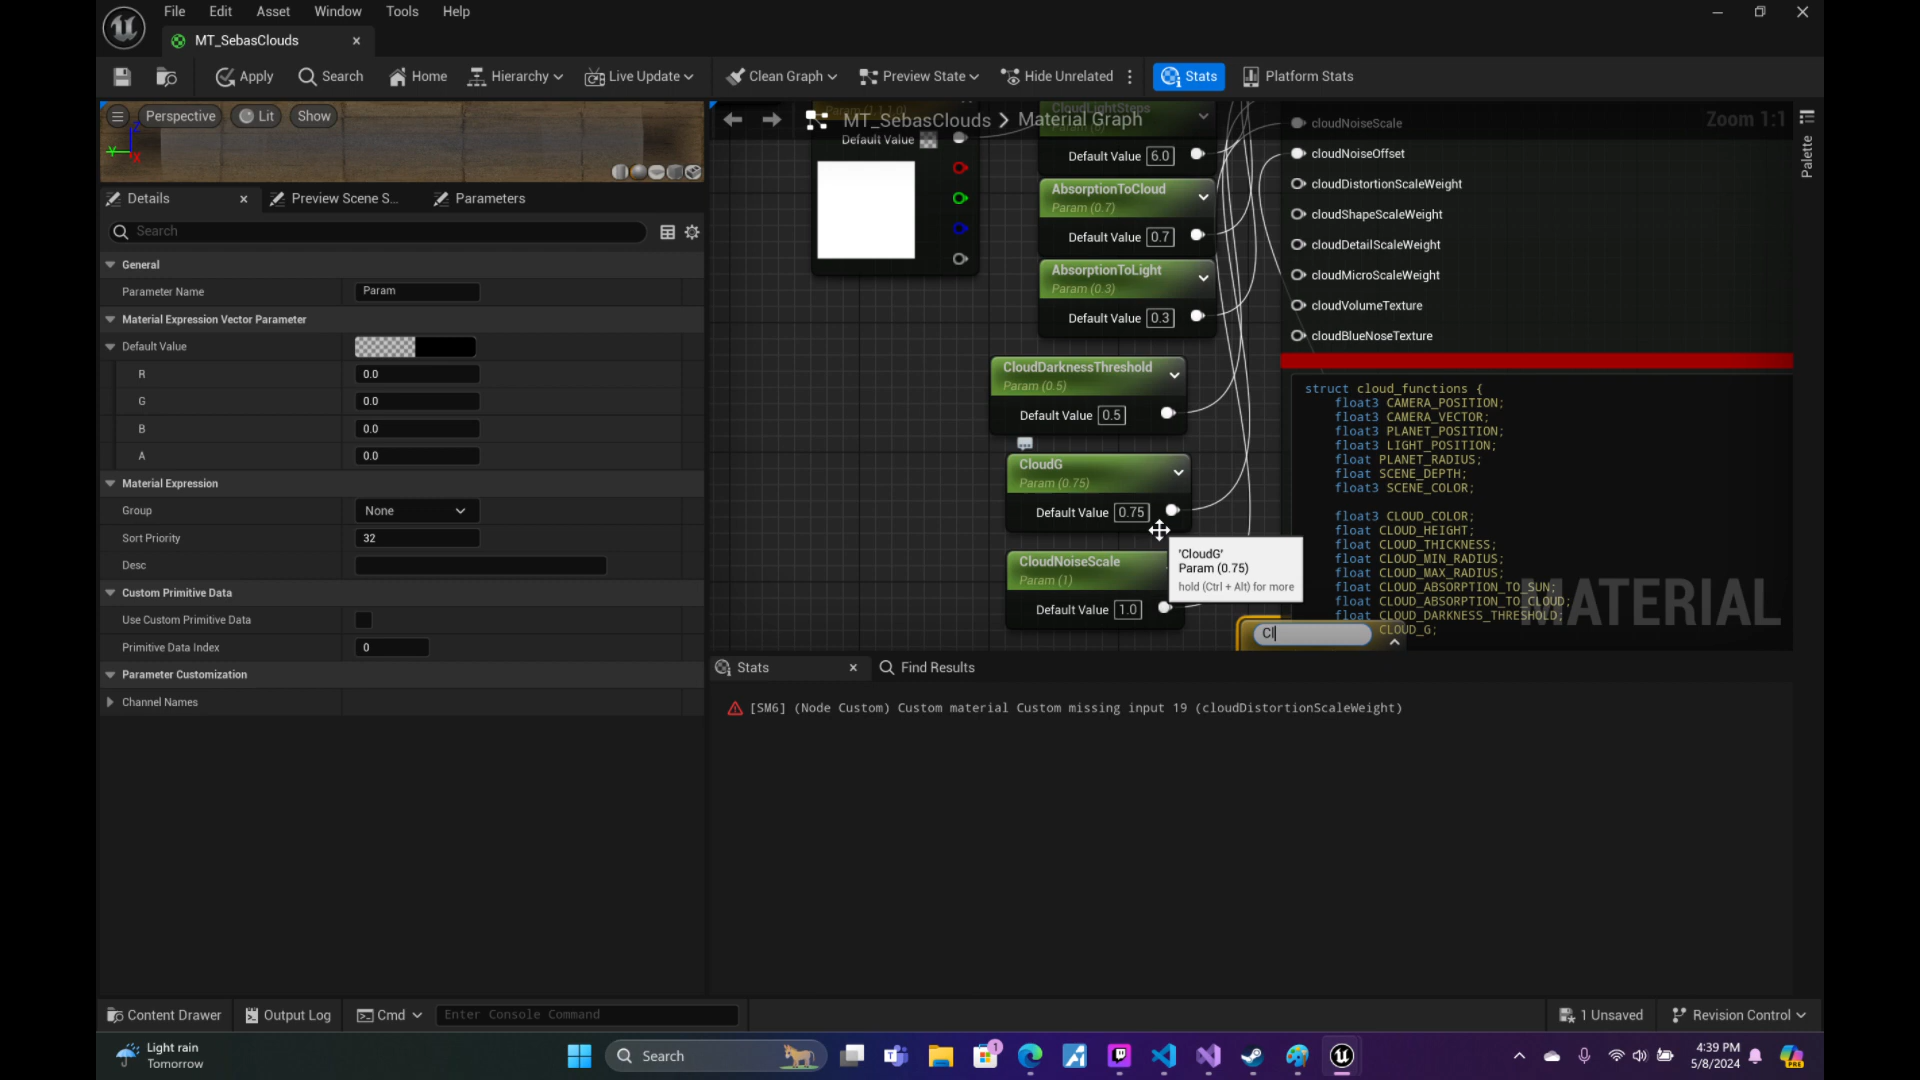 File Edit Asset Window Tools Help
MT_SebasClouds
Apply Search Home Hierarchy Live Update Clean Graph Preview State Hide Unrelated Stats Platform Stats
Perspective Lit Show
MT_SebasClouds > Material Graph
Zoom 1:1
Palette
Details
Preview Scene S...
Parameters
Search
General
Parameter Name Param
Material Expression Vector Parameter
Default Value
R 0.0
G 0.0
B 0.0
A 0.0
Material Expression
Group None
Sort Priority 32
Desc
Custom Primitive Data
Use Custom Primitive Data
Primitive Data Index 0
Parameter Customization
Channel Names
Param (1,1,1,0)
Default Value
CloudLightSteps
Param (6)
Default Value 6.0
AbsorptionToCloud
Param (0.7)
Default Value 0.7
AbsorptionToLight
Param (0.3)
Default Value 0.3
CloudDarknessThreshold
Param (0.5)
Default Value 0.5
CloudG
Param (0.75)
Default Value 0.75
CloudNoiseScale
Param (1)
Default Value 1.0
'CloudG'
Param (0.75)
hold (Ctrl + Alt) for more
Cl
cloudNoiseScale
cloudNoiseOffset
cloudDistortionScaleWeight
cloudShapeScaleWeight
cloudDetailScaleWeight
cloudMicroScaleWeight
cloudVolumeTexture
cloudBlueNoseTexture
struct cloud_functions {
float3 CAMERA_POSITION;
float3 CAMERA_VECTOR;
float3 PLANET_POSITION;
float3 LIGHT_POSITION;
float PLANET_RADIUS;
float SCENE_DEPTH;
float3 SCENE_COLOR;
float3 CLOUD_COLOR;
float CLOUD_HEIGHT;
float CLOUD_THICKNESS;
float CLOUD_MIN_RADIUS;
float CLOUD_MAX_RADIUS;
float CLOUD_ABSORPTION_TO_SUN;
float CLOUD_ABSORPTION_TO_CLOUD;
float CLOUD_DARKNESS_THRESHOLD;
CLOUD_G;
MATERIAL
Stats
Find Results
[SM6] (Node Custom) Custom material Custom missing input 19 (cloudDistortionScaleWeight)
Content Drawer Output Log Cmd Enter Console Command 1 Unsaved Revision Control
Light rain
Tomorrow
Search
1
4:39 PM
5/8/2024
PRE